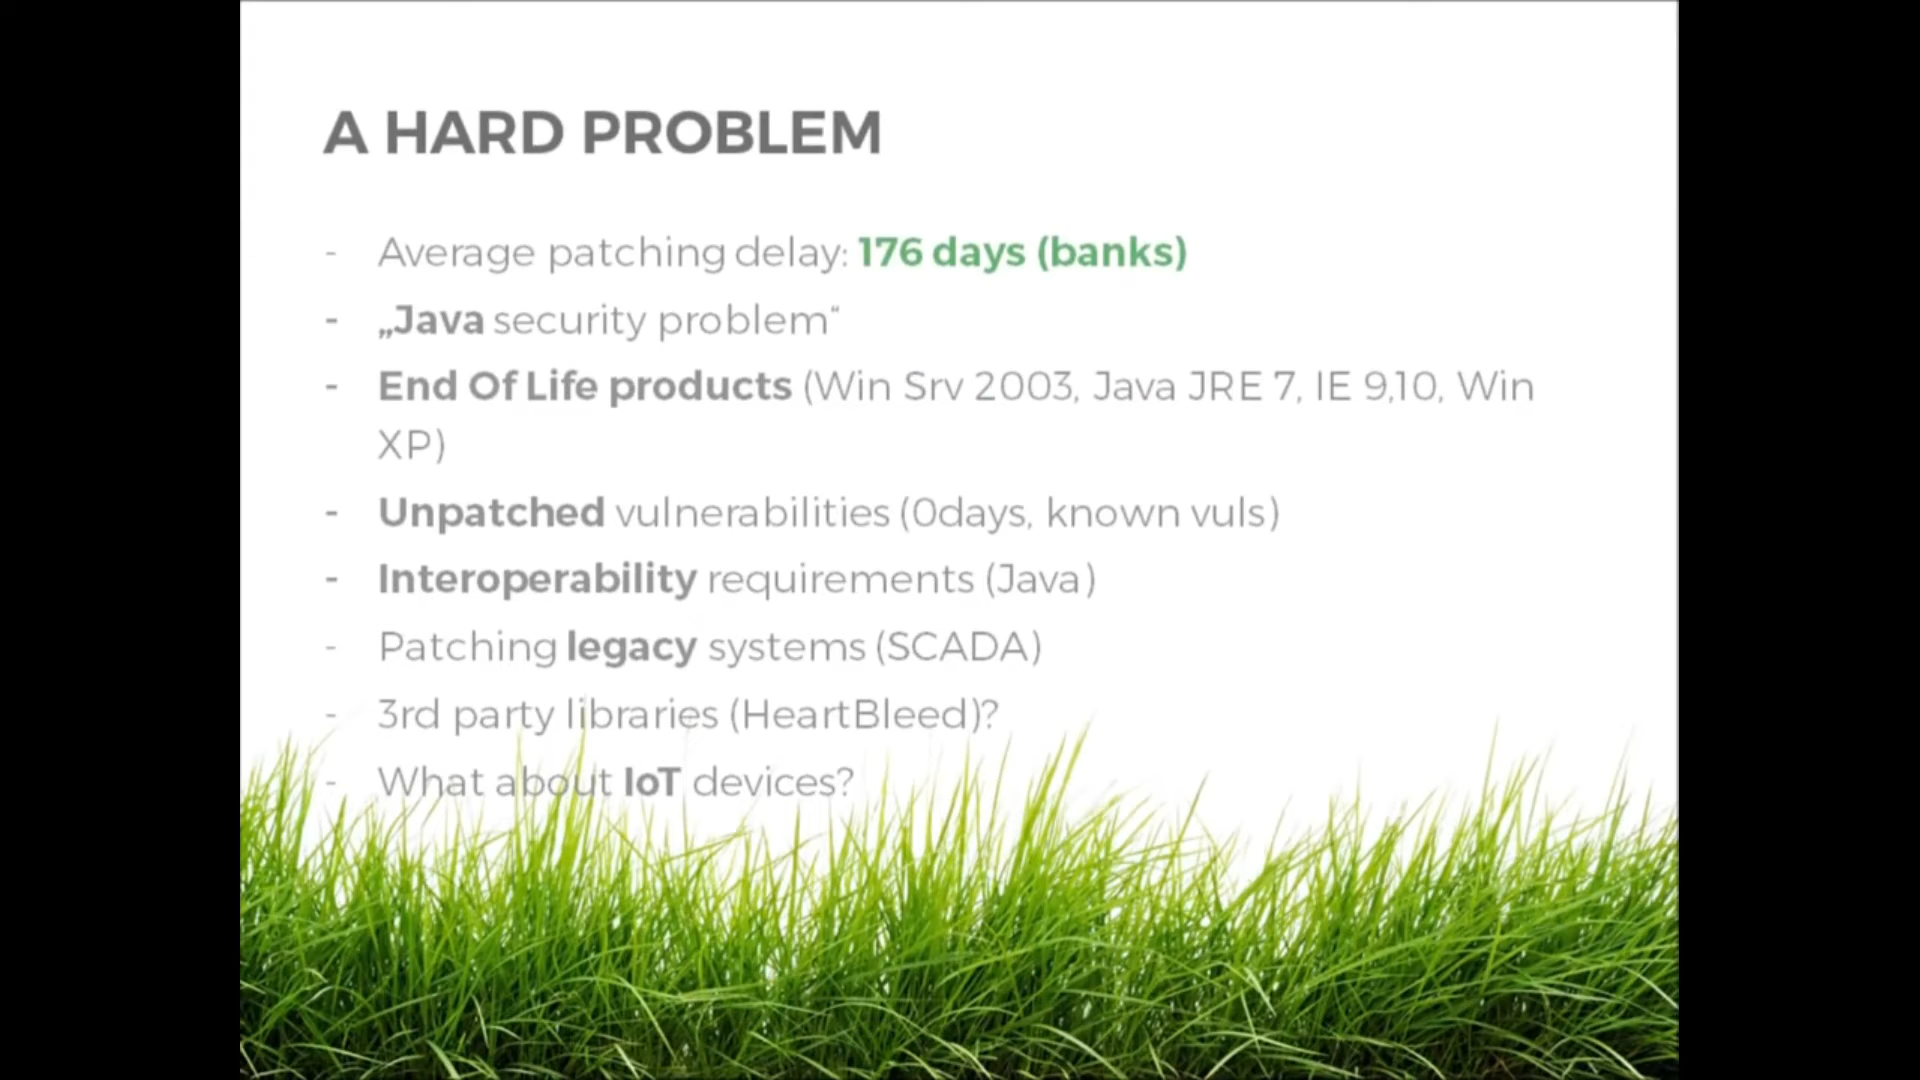 A HARD PROBLEM
- Average patching delay: 176 days (banks)
- „Java security problem“
- End Of Life products (Win Srv 2003, Java JRE 7, IE 9,10, Win
XP)
- Unpatched vulnerabilities (0days, known vuls)
- Interoperability requirements (Java)
- Patching legacy systems (SCADA)
- 3rd party libraries (HeartBleed)?
- What about IoT devices?